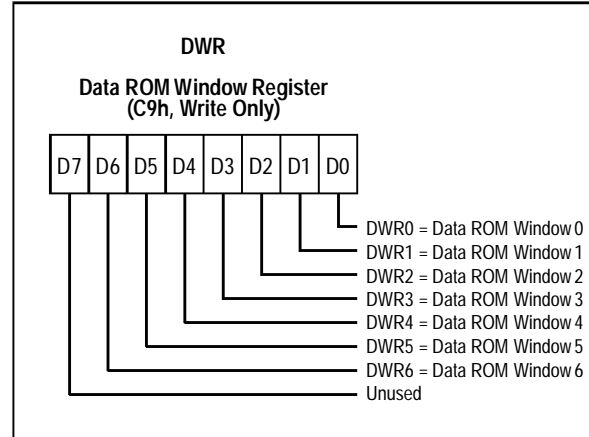 DWR
Data ROM Window Register
(C9h, Write Only)
D7 D6 D5 D4 D3 D2 D1 D0
DWR0 = Data ROM Window 0
DWR1 = Data ROM Window 1
DWR2 = Data ROM Window 2
DWR3 = Data ROM Window 3
DWR4 = Data ROM Window 4
DWR5 = Data ROM Window 5
DWR6 = Data ROM Window 6
Unused